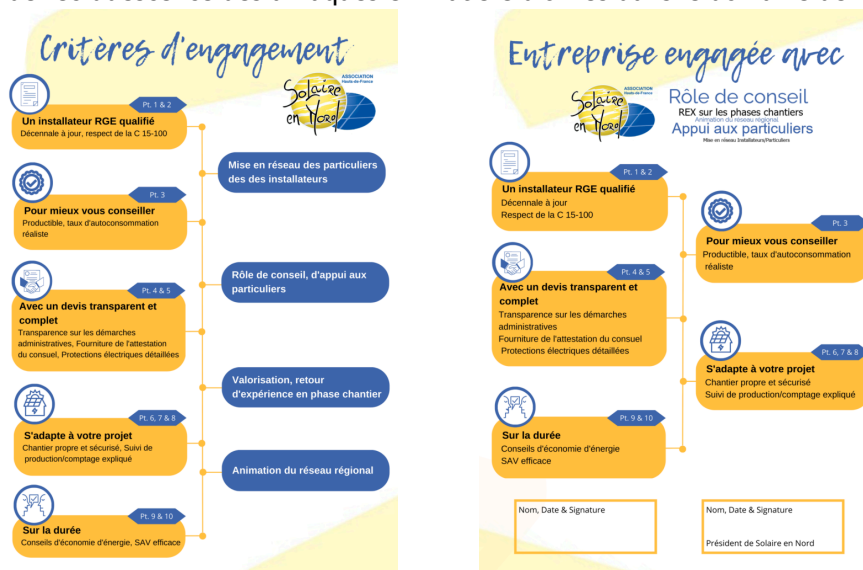 Critères d'engagement
Solaire en Nord
ASSOCIATION
Hauts-de-France
Pt. 1 & 2
Un installateur RGE qualifié
Décennale à jour, respect de la C 15-100
Mise en réseau des particuliers
des des installateurs
Pt. 3
Pour mieux vous conseiller
Productible, taux d'autoconsommation
réaliste
Rôle de conseil, d'appui aux
particuliers
Pt. 4 & 5
Avec un devis transparent et
complet
Transparence sur les démarches
administratives, Fourniture de l'attestation
du consuel, Protections électriques détaillées
Valorisation, retour
d'expérience en phase chantier
Pt. 6, 7 & 8
S'adapte à votre projet
Chantier propre et sécurisé, Suivi de
production/comptage expliqué
Animation du réseau régional
Pt. 9 & 10
Sur la durée
Conseils d'économie d'énergie, SAV efficace
Entreprise engagée avec
Solaire en Nord
ASSOCIATION
Hauts-de-France
Rôle de conseil
REX sur les phases chantiers
Animation du réseau régional
Appui aux particuliers
Mise en réseau Installateurs/Particuliers
Pt. 1 & 2
Un installateur RGE qualifié
Décennale à jour
Respect de la C 15-100
Pt. 3
Pour mieux vous conseiller
Productible, taux d'autoconsommation
réaliste
Pt. 4 & 5
Avec un devis transparent et
complet
Transparence sur les démarches
administratives
Fourniture de l'attestation du consuel
Protections électriques détaillées
Pt. 6, 7 & 8
S'adapte à votre projet
Chantier propre et sécurisé
Suivi de production/comptage expliqué
Pt. 9 & 10
Sur la durée
Conseils d'économie d'énergie
SAV efficace
Nom, Date & Signature
Nom, Date & Signature
Président de Solaire en Nord